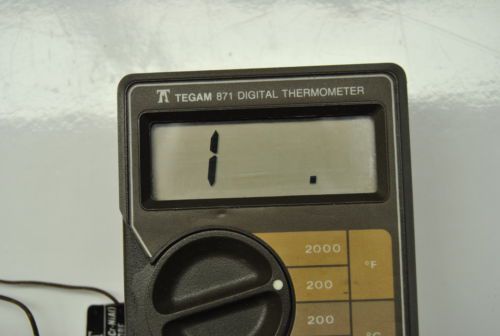 TEGAM 871 DIGITAL THERMOMETER
1 .
2000
°F
200
200
°C